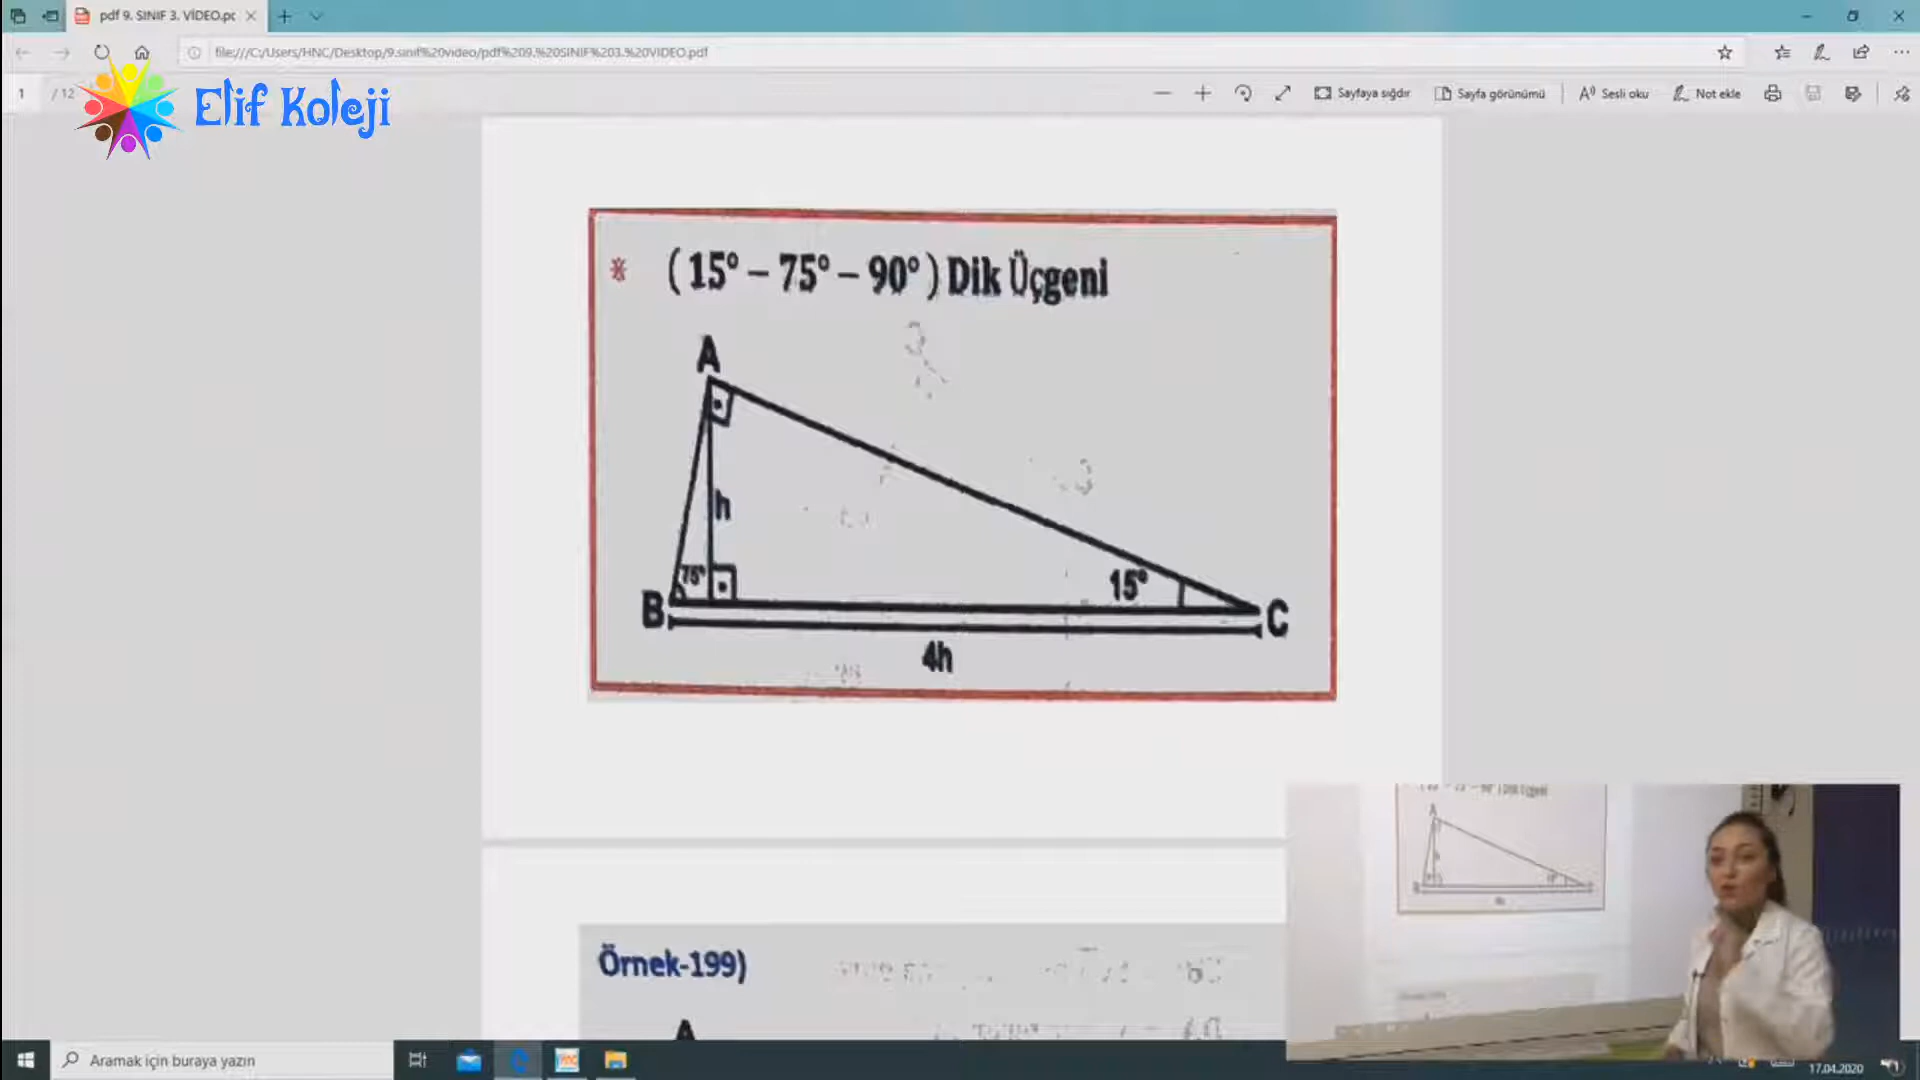 pdf 9. SINIF 3. VİDEO.pc
file:///C:/Users/HNC/Desktop/9.sinif%20video/pdf%209.%20SINIF%203.%20VIDEO.pdf
1 / 12
Sayfaya sığdır
Sayfa görünümü
Sesli oku
Not ekle
Elif Koleji
(15° – 75° – 90°) Dik Üçgeni
A
h
75°
15°
B
C
4h
Örnek-199)
A
Aramak için buraya yazın
17.04.2020